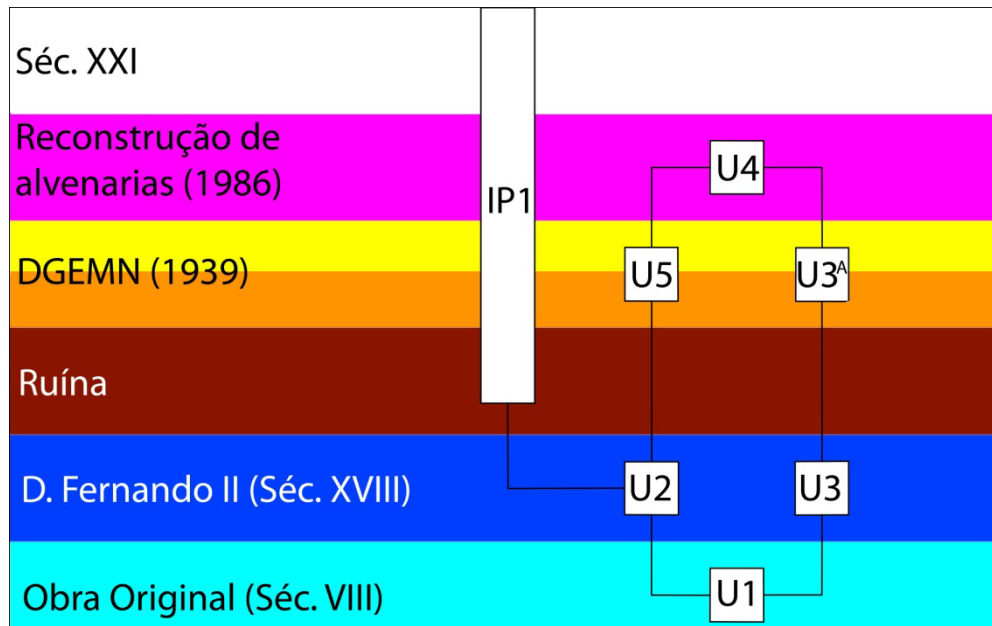 Séc. XXI
Reconstrução de
alvenarias (1986)
U4
IP1
DGEMN (1939)
U5
U3ᴬ
Ruína
D. Fernando II (Séc. XVIII)
U2
U3
Obra Original (Séc. VIII)
U1